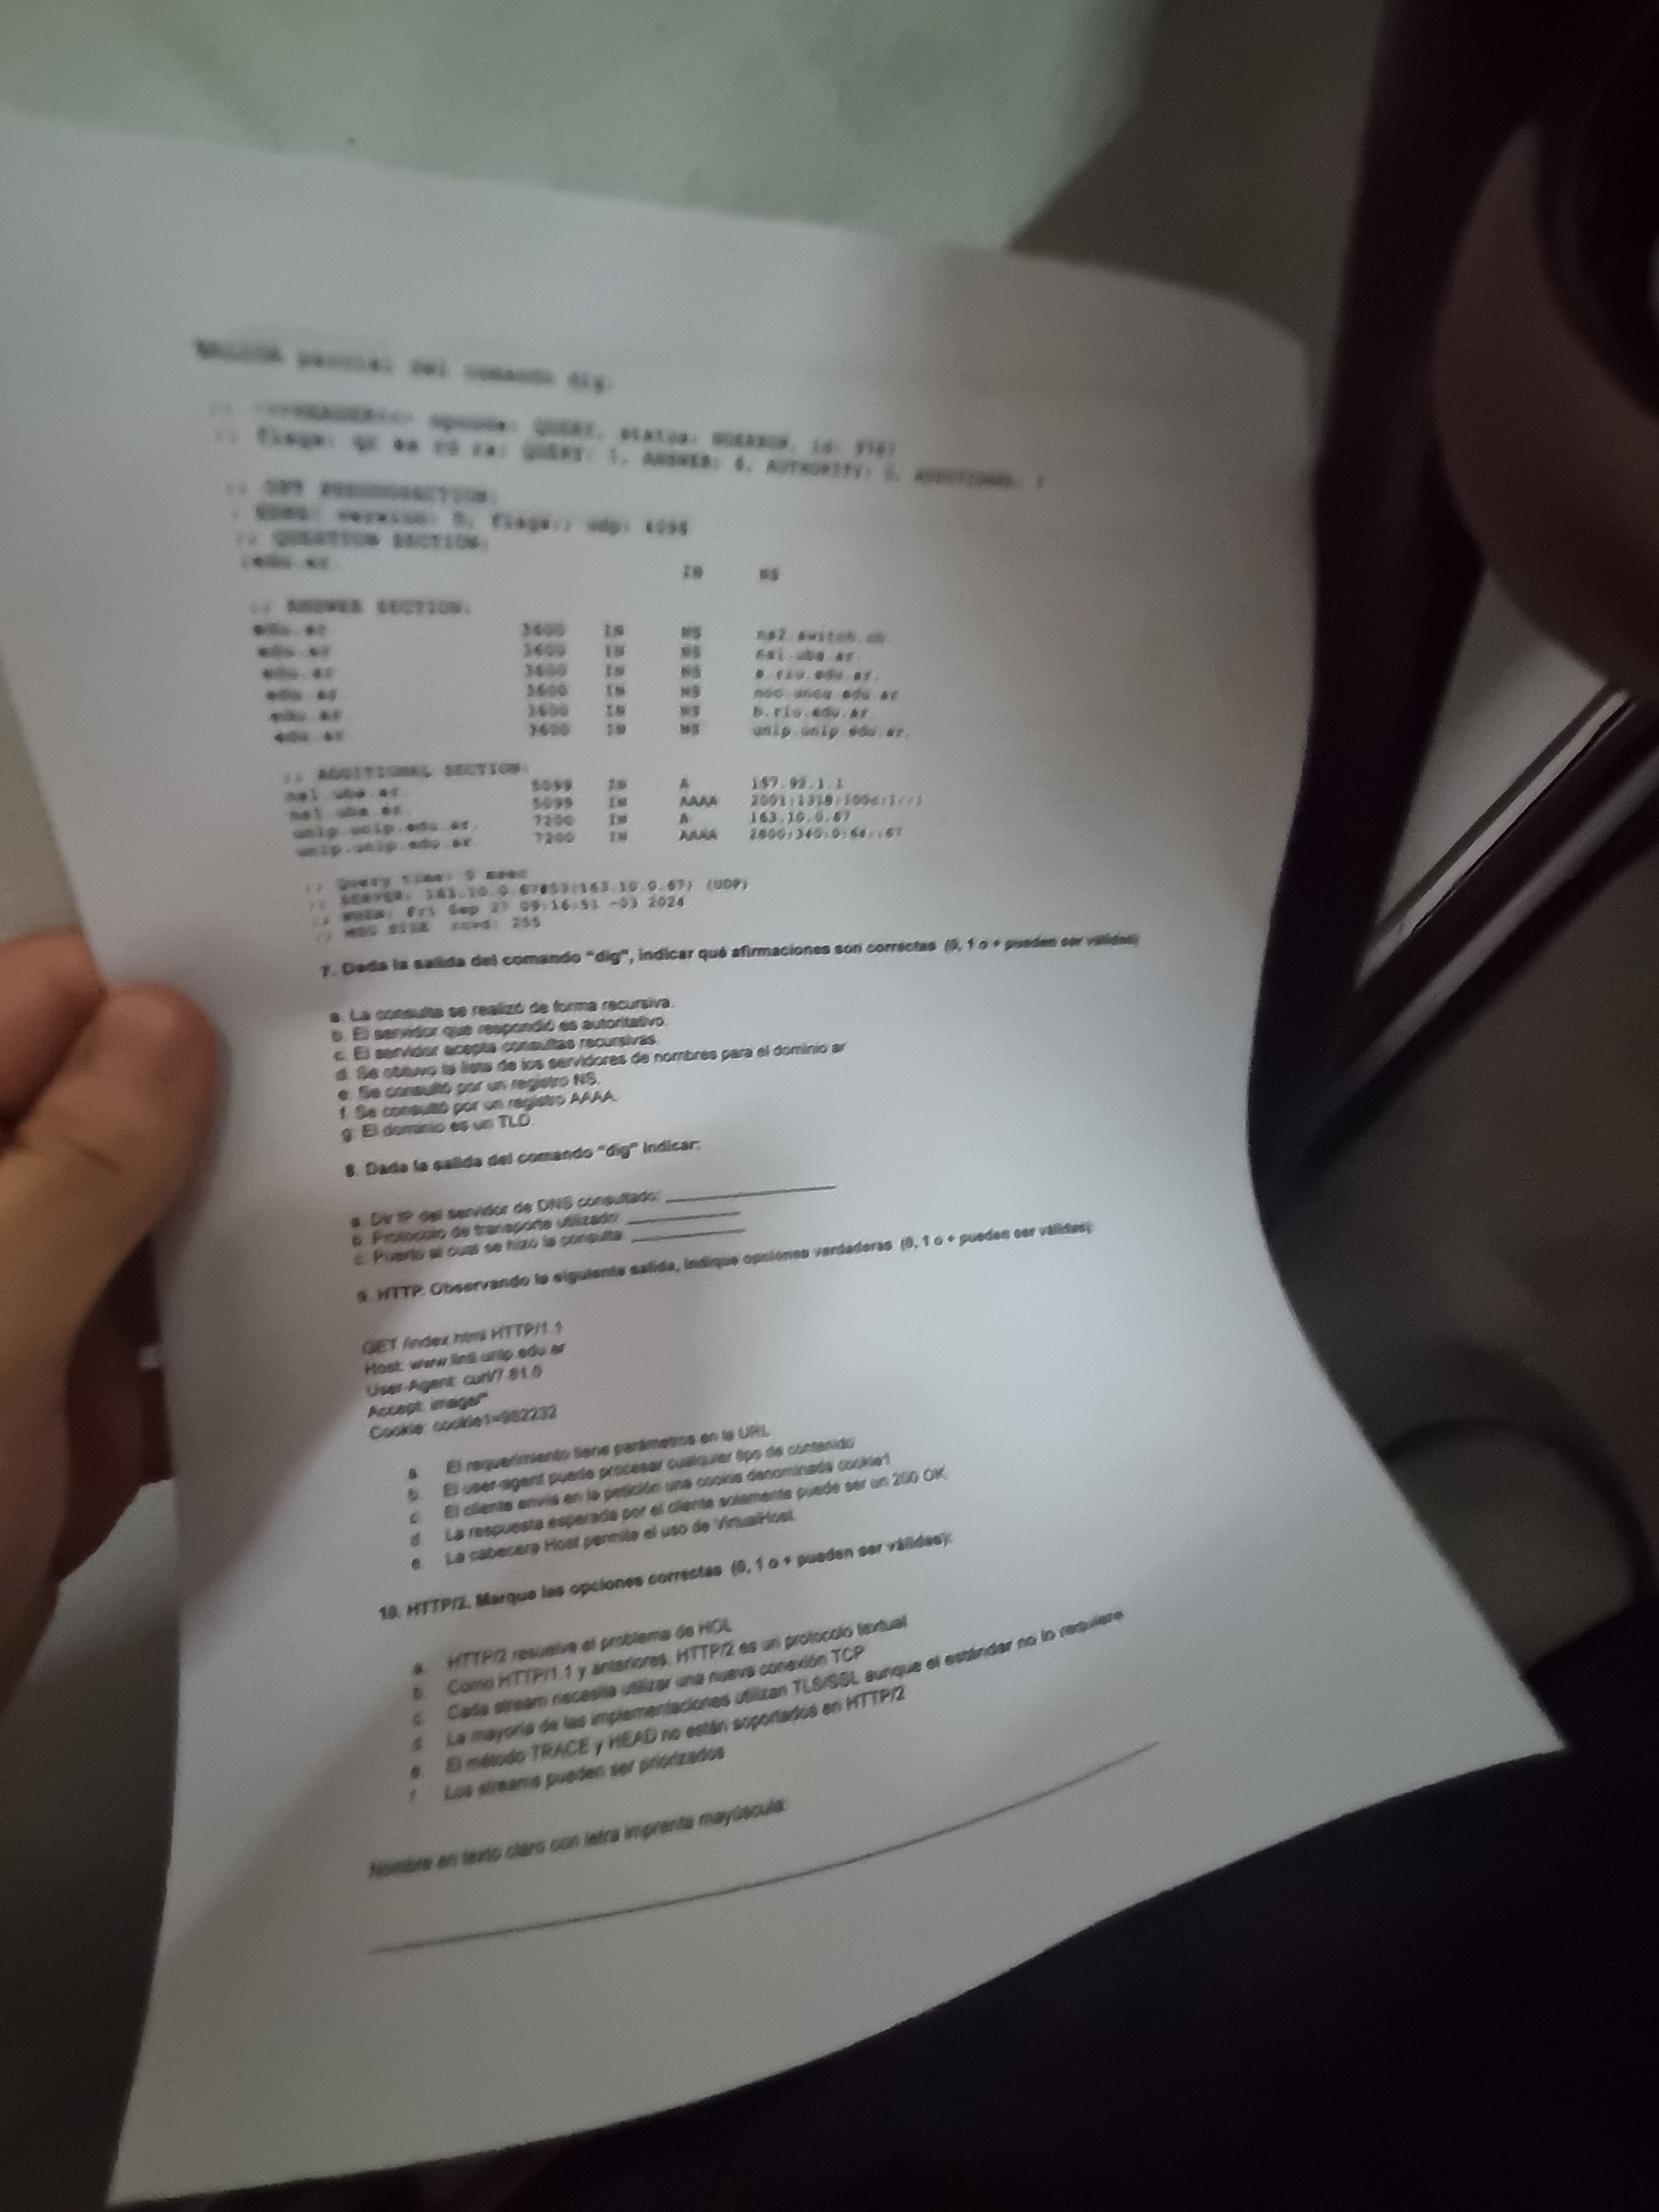 parcial del comando dig:
;; ->>HEADER<<- opcode: QUERY, status: NOERROR, id:
;; flags: qr aa rd ra; QUERY: 1, ANSWER: 6, AUTHORITY: 0, ADDITIONAL:
;; OPT PSEUDOSECTION:
; EDNS: version: 0, flags:; udp: 4096
;; QUESTION SECTION:
;edu.ar. IN NS
;; ANSWER SECTION:
edu.ar. 3600 IN NS ns2.switch.ch.
edu.ar. 3600 IN NS ns1.uba.ar.
edu.ar. 3600 IN NS a.riu.edu.ar.
edu.ar. 3600 IN NS edu.ar.
edu.ar. 3600 IN NS b.riu.edu.ar.
edu.ar. 3600 IN NS unlp.unlp.edu.ar.
;; ADDITIONAL SECTION:
ns1.uba.ar. 5099 IN A 157.92.1.1
ns1.uba.ar. 5099 IN AAAA
unlp.unlp.edu.ar. 7200 IN A 163.10.0.67
unlp.unlp.edu.ar. 7200 IN AAAA 2800:340:0:64::67
;; Query time: 0 msec
;; SERVER: 163.10.0.67#53(163.10.0.67) (UDP)
;; WHEN: Fri Sep 27 09:16:51 -03 2024
;; MSG SIZE rcvd: 255
7. Dada la salida del comando "dig", indicar qué afirmaciones son correctas (0, 1 o + pueden ser válidas)
a. La consulta se realizó de forma recursiva.
b. El servidor que respondió es autoritativo.
c. El servidor acepta consultas recursivas.
d. Se obtuvo la lista de los servidores de nombres para el dominio ar
e. Se consultó por un registro NS.
f. Se consultó por un registro AAAA.
g. El dominio es un TLD.
8. Dada la salida del comando "dig" indicar:
a. Dir IP del servidor de DNS consultado:
b. Protocolo de transporte utilizado:
c. Puerto al cual se hizo la consulta:
9. HTTP. Observando la siguiente salida, indique opciones verdaderas (0, 1 o + pueden ser válidas):
GET /index.html HTTP/1.1
Host: www.linti.unlp.edu.ar
User-Agent: curl/7.81.0
Accept: image/*
Cookie: cookie1=982232
a. El requerimiento tiene parámetros en la URL
b. El user-agent puede procesar cualquier tipo de contenido
c. El cliente envía en la petición una cookie denominada cookie1
d. La respuesta esperada por el cliente solamente puede ser un 200 OK
e. La cabecera Host permite el uso de VirtualHost.
10. HTTP/2. Marque las opciones correctas (0, 1 o + pueden ser válidas):
a. HTTP/2 resuelve el problema de HOL
b. Como HTTP/1.1 y anteriores, HTTP/2 es un protocolo textual
c. Cada stream necesita utilizar una nueva conexión TCP
d. La mayoría de las implementaciones utilizan TLS/SSL aunque el estándar no lo requiere
e. El método TRACE y HEAD no están soportados en HTTP/2
f. Los streams pueden ser priorizados
Nombre en texto claro con letra imprenta mayúscula: